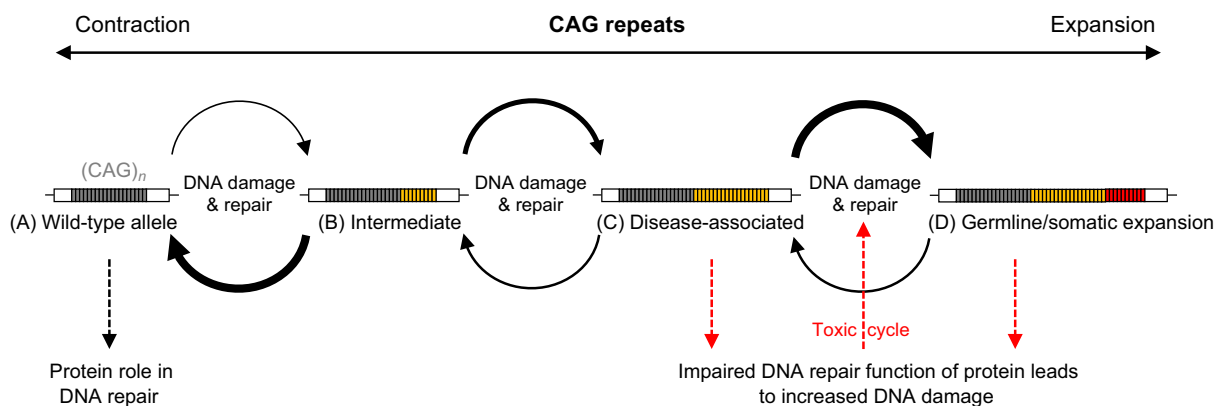 Contraction
CAG repeats
Expansion
(CAG)n
DNA damage
& repair
DNA damage
& repair
DNA damage
& repair
(A) Wild-type allele
(B) Intermediate
(C) Disease-associated
(D) Germline/somatic expansion
Toxic cycle
Protein role in
DNA repair
Impaired DNA repair function of protein leads
to increased DNA damage